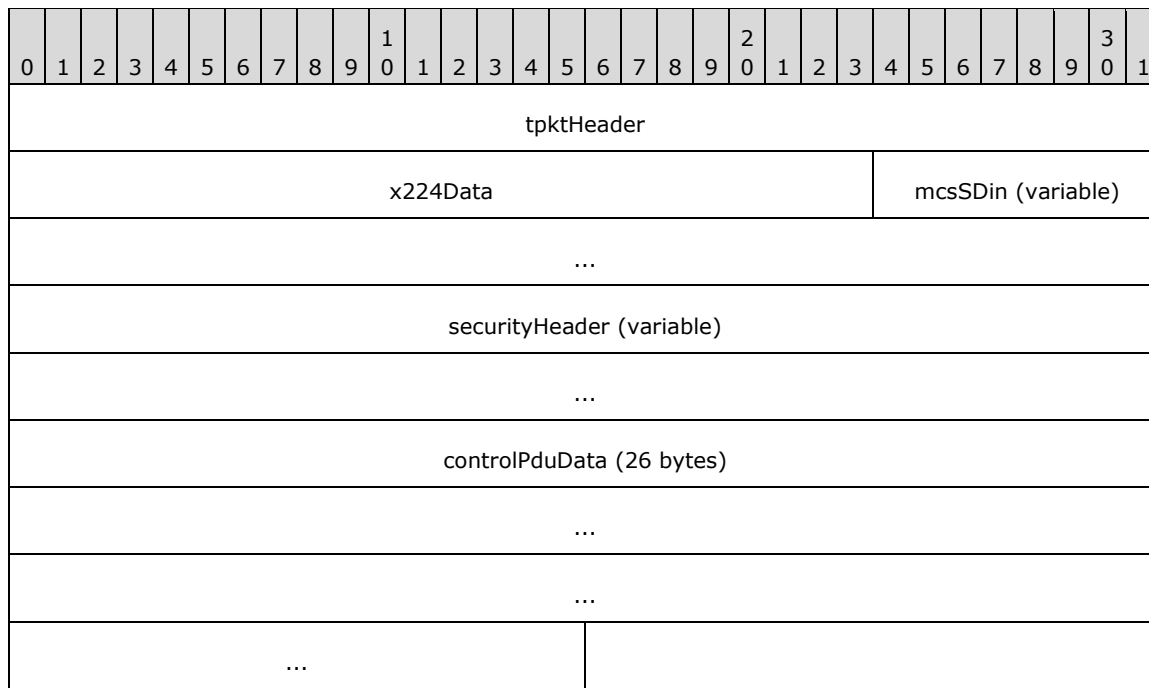 1 2 3
0 1 2 3 4 5 6 7 8 9 0 1 2 3 4 5 6 7 8 9 0 1 2 3 4 5 6 7 8 9 0 1
tpktHeader
x224Data mcsSDin (variable)
...
securityHeader (variable)
...
controlPduData (26 bytes)
...
...
...